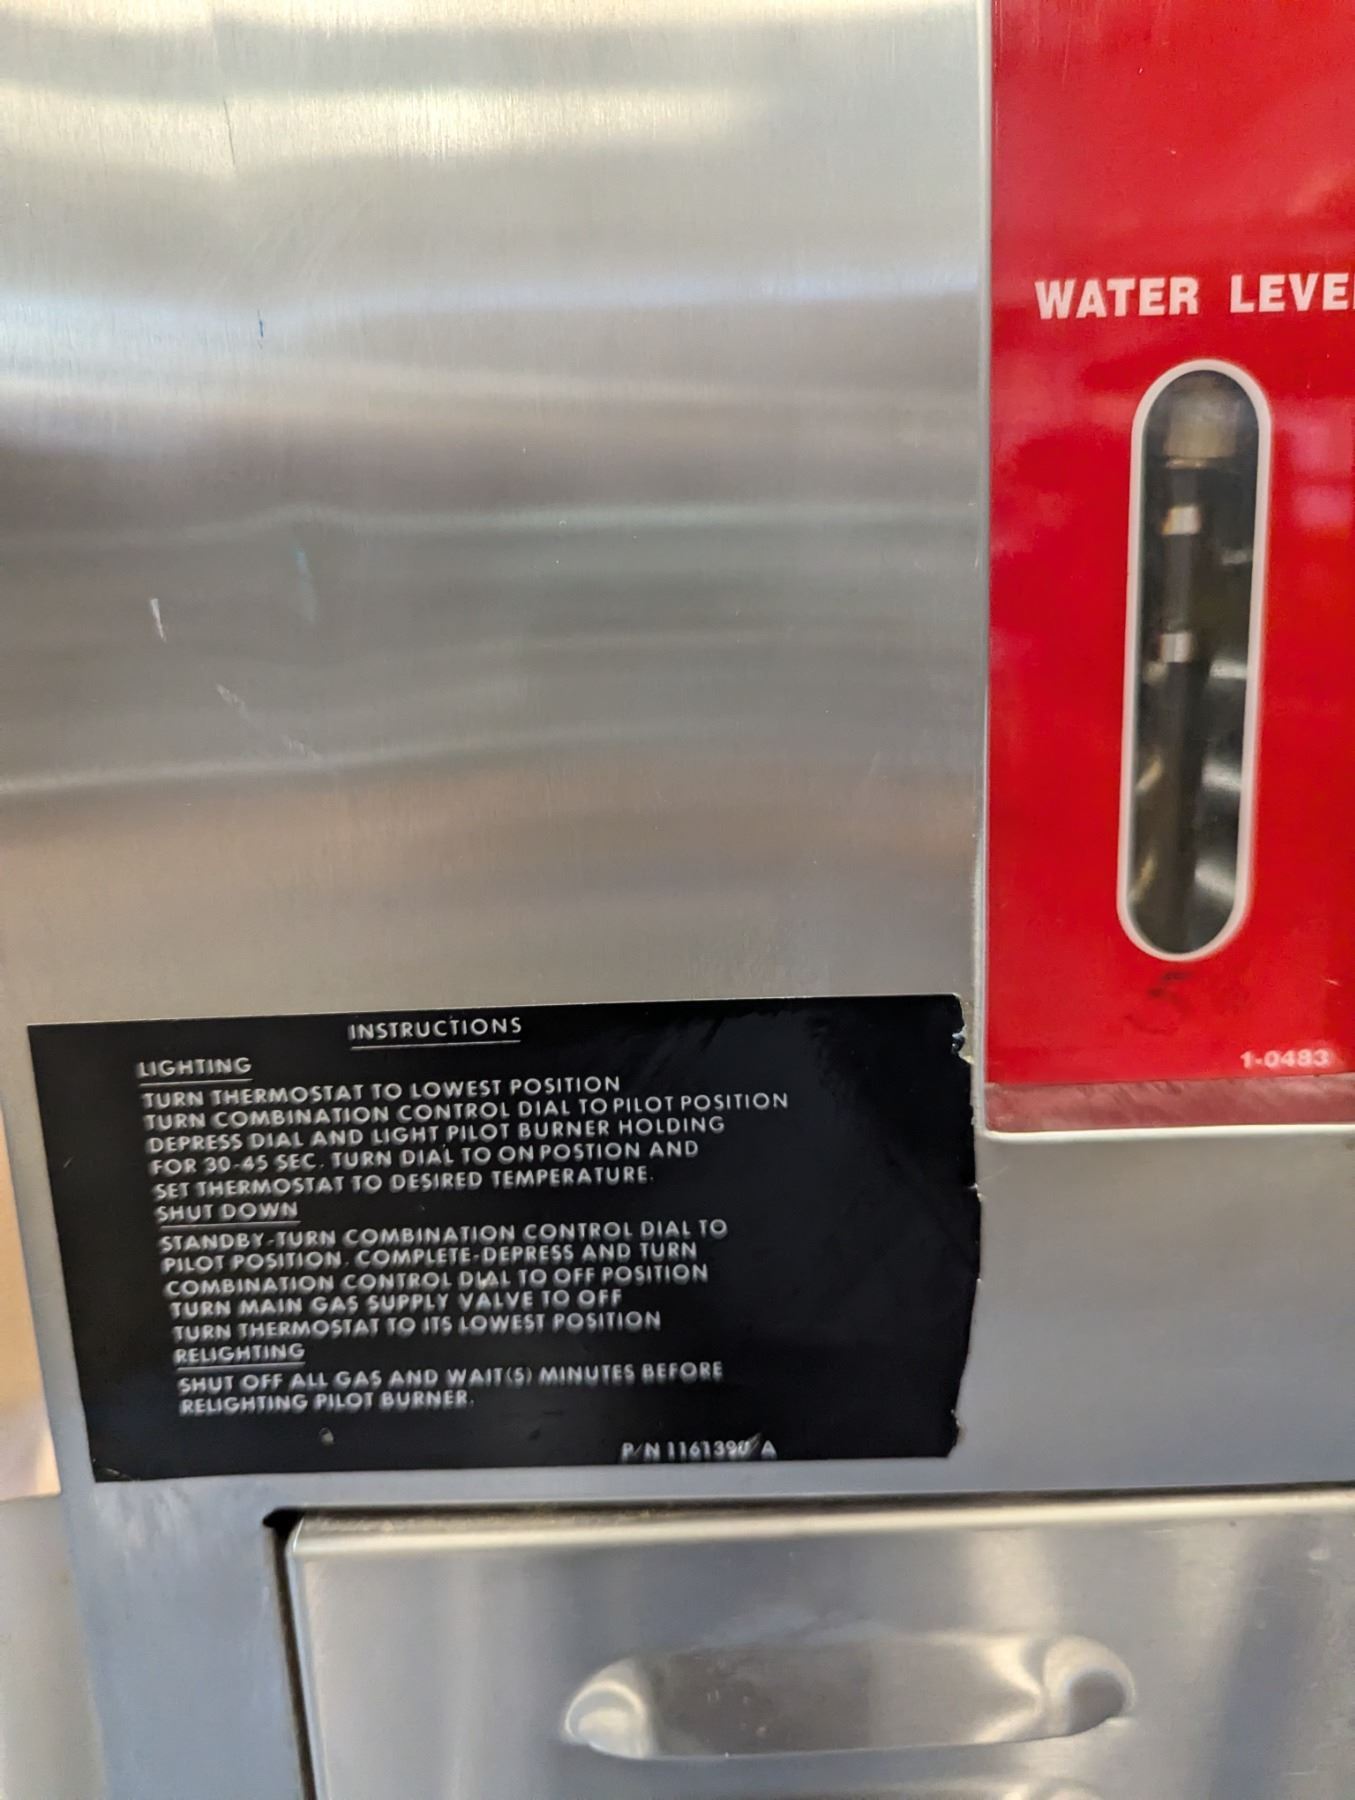 WATER LEVE
INSTRUCTIONS
LIGHTING
TURN THERMOSTAT TO LOWEST POSITION
TURN COMBINATION CONTROL DIAL TO PILOT POSITION
DEPRESS DIAL AND LIGHT PILOT BURNER HOLDING
FOR 30-45 SEC. TURN DIAL TO ON POSTION AND
SET THERMOSTAT TO DESIRED TEMPERATURE.
SHUT DOWN
STANDBY-TURN COMBINATION CONTROL DIAL TO
PILOT POSITION. COMPLETE-DEPRESS AND TURN
COMBINATION CONTROL DIAL TO OFF POSITION
TURN MAIN GAS SUPPLY VALVE TO OFF
TURN THERMOSTAT TO ITS LOWEST POSITION
RELIGHTING
SHUT OFF ALL GAS AND WAIT(5) MINUTES BEFORE
RELIGHTING PILOT BURNER.
P/N 1161390 A
1-0483